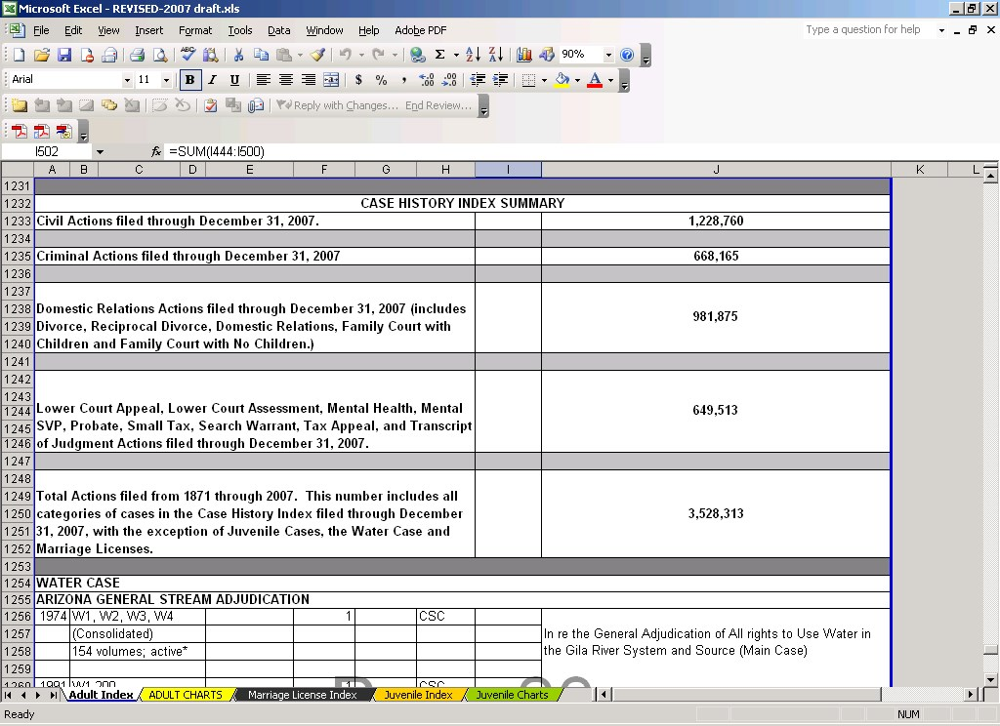 Microsoft Excel - REVISED-2007 draft.xls
File Edit View Insert Format Tools Data Window Help Adobe PDF Type a question for help
90%
Arial 11 B I U $ % ,
Reply with Changes... End Review...
I502 fx =SUM(I444:I500)
A B C D E F G H I J K L
1231
1232 CASE HISTORY INDEX SUMMARY
1233 Civil Actions filed through December 31, 2007. 1,228,760
1234
1235 Criminal Actions filed through December 31, 2007 668,165
1236
1237
1238 Domestic Relations Actions filed through December 31, 2007 (includes
981,875
1239 Divorce, Reciprocal Divorce, Domestic Relations, Family Court with
1240 Children and Family Court with No Children.)
1241
1242
1243
1244 Lower Court Appeal, Lower Court Assessment, Mental Health, Mental 649,513
1245 SVP, Probate, Small Tax, Search Warrant, Tax Appeal, and Transcript
1246 of Judgment Actions filed through December 31, 2007.
1247
1248
1249 Total Actions filed from 1871 through 2007. This number includes all
1250 categories of cases in the Case History Index filed through December 3,528,313
1251 31, 2007, with the exception of Juvenile Cases, the Water Case and
1252 Marriage Licenses.
1253
1254 WATER CASE
1255 ARIZONA GENERAL STREAM ADJUDICATION
1256 1974 W1, W2, W3, W4 1 CSC
1257 (Consolidated) In re the General Adjudication of All rights to Use Water in
1258 154 volumes; active* the Gila River System and Source (Main Case)
1259
1260 1991 W1 200 1 CSC
Adult Index ADULT CHARTS Marriage License Index Juvenile Index Juvenile Charts
Ready NUM